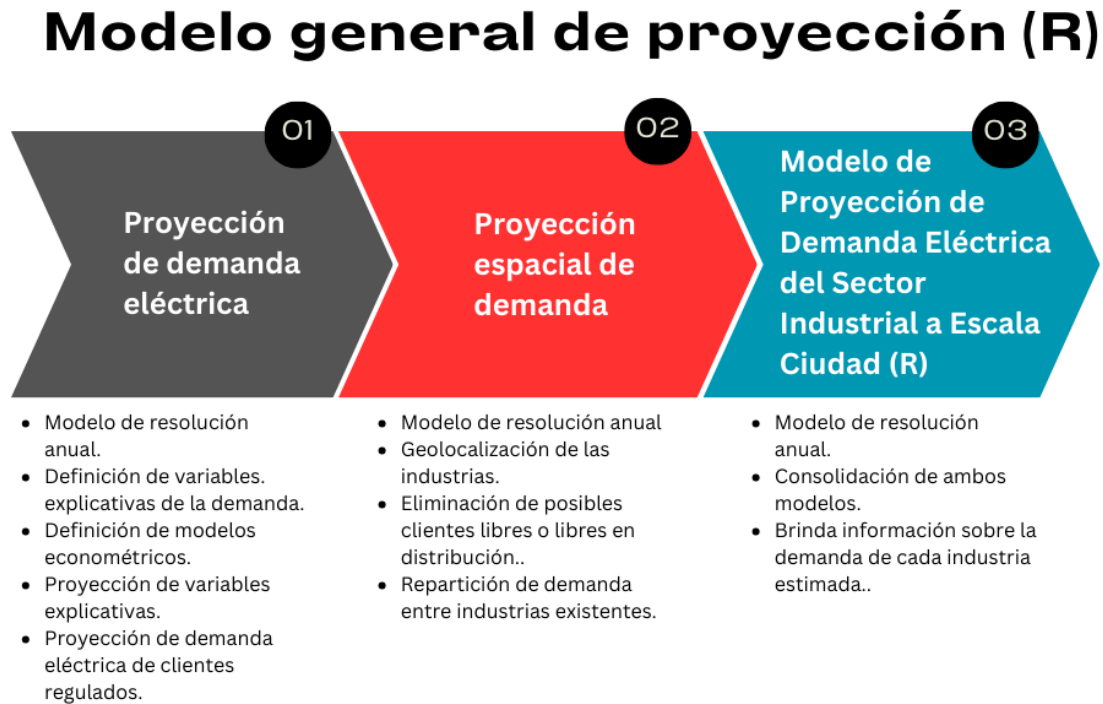 Modelo general de proyección (R)
01
Proyección
de demanda
eléctrica
02
Proyección
espacial de
demanda
03
Modelo de
Proyección de
Demanda Eléctrica
del Sector
Industrial a Escala
Ciudad (R)
• Modelo de resolución
anual.
• Definición de variables.
explicativas de la demanda.
• Definición de modelos
econométricos.
• Proyección de variables
explicativas.
• Proyección de demanda
eléctrica de clientes
regulados.
• Modelo de resolución anual
• Geolocalización de las
industrias.
• Eliminación de posibles
clientes libres o libres en
distribución..
• Repartición de demanda
entre industrias existentes.
• Modelo de resolución
anual.
• Consolidación de ambos
modelos.
• Brinda información sobre la
demanda de cada industria
estimada..